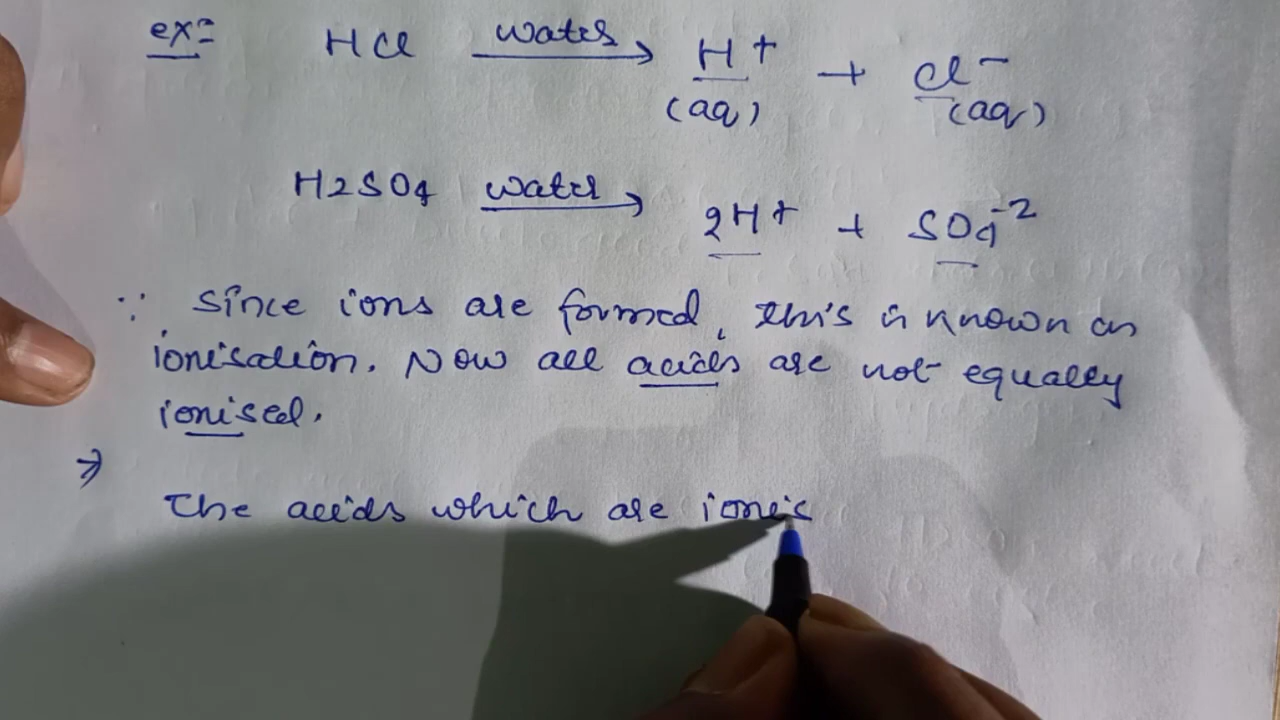 ex:- HCl water→ H+ + Cl-
(aq) (aq)
H2SO4 water→ 2H+ + SO4-2
∵ Since ions are formed, this is known as
ionisation. Now all acids are not equally
ionised.
⇒
The acids which are ionis